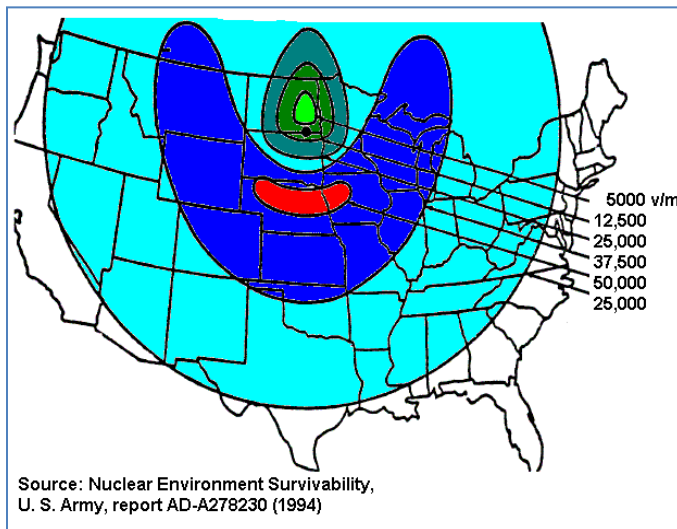 5000 v/m
12,500
25,000
37,500
50,000
25,000
Source: Nuclear Environment Survivability,
U. S. Army, report AD-A278230 (1994)